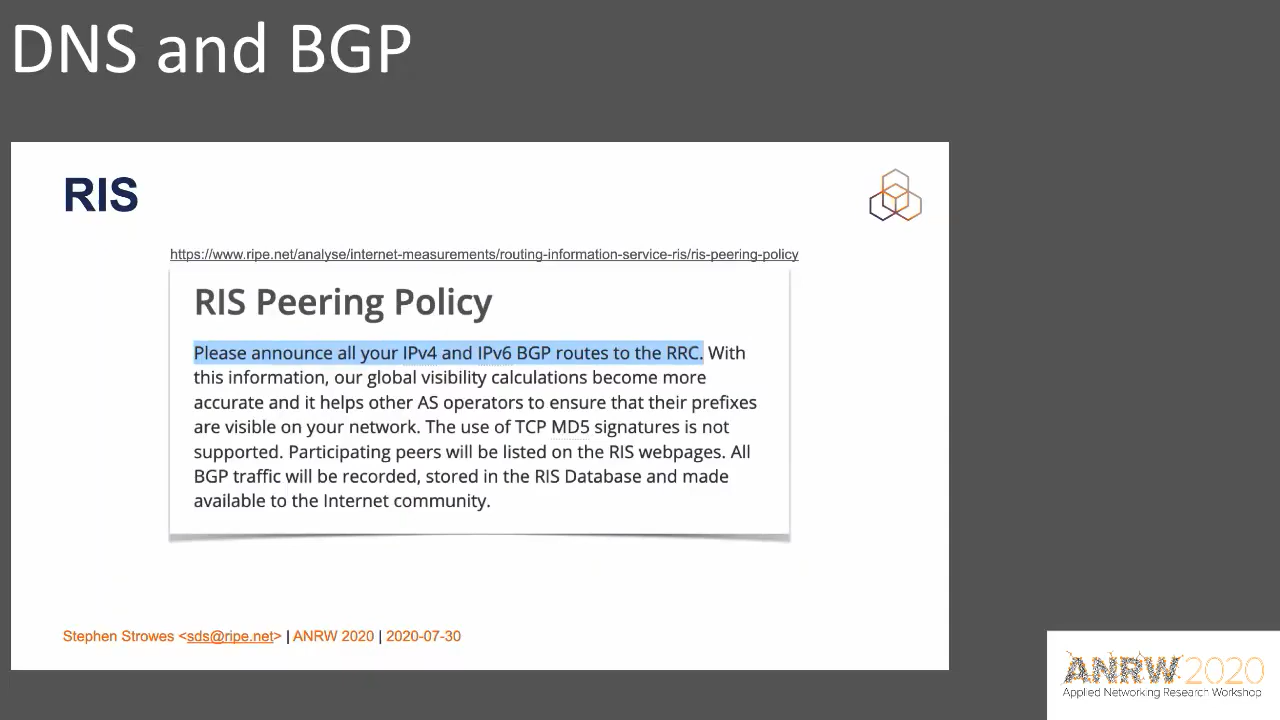 DNS and BGP
RIS
https://www.ripe.net/analyse/internet-measurements/routing-information-service-ris/ris-peering-policy
RIS Peering Policy
Please announce all your IPv4 and IPv6 BGP routes to the RRC. With
this information, our global visibility calculations become more
accurate and it helps other AS operators to ensure that their prefixes
are visible on your network. The use of TCP MD5 signatures is not
supported. Participating peers will be listed on the RIS webpages. All
BGP traffic will be recorded, stored in the RIS Database and made
available to the Internet community.
Stephen Strowes <sds@ripe.net> | ANRW 2020 | 2020-07-30
ANRW 2020
Applied Networking Research Workshop